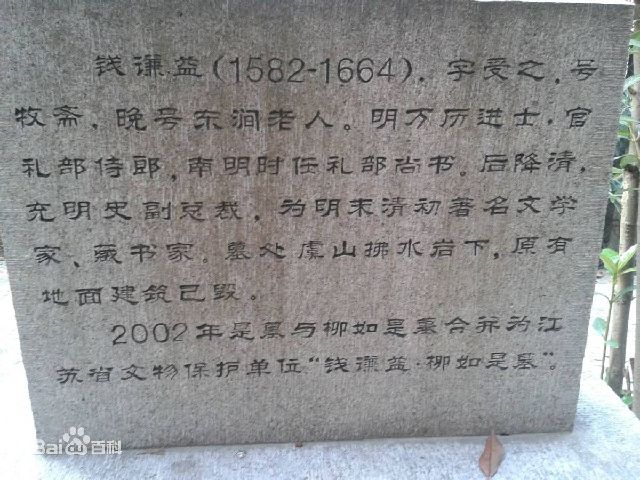 钱谦益(1582-1664)，字受之，号
牧斋，晚号东涧老人。明万历进士，官
礼部侍郎，南明时任礼部尚书。后降清，
充明史副总裁，为明末清初著名文学
家、藏书家。墓处虞山拂水岩下，原有
地面建筑已毁。
2002年是墓与柳如是墓合并为江
苏省文物保护单位“钱谦益·柳如是墓”。
Bai百科